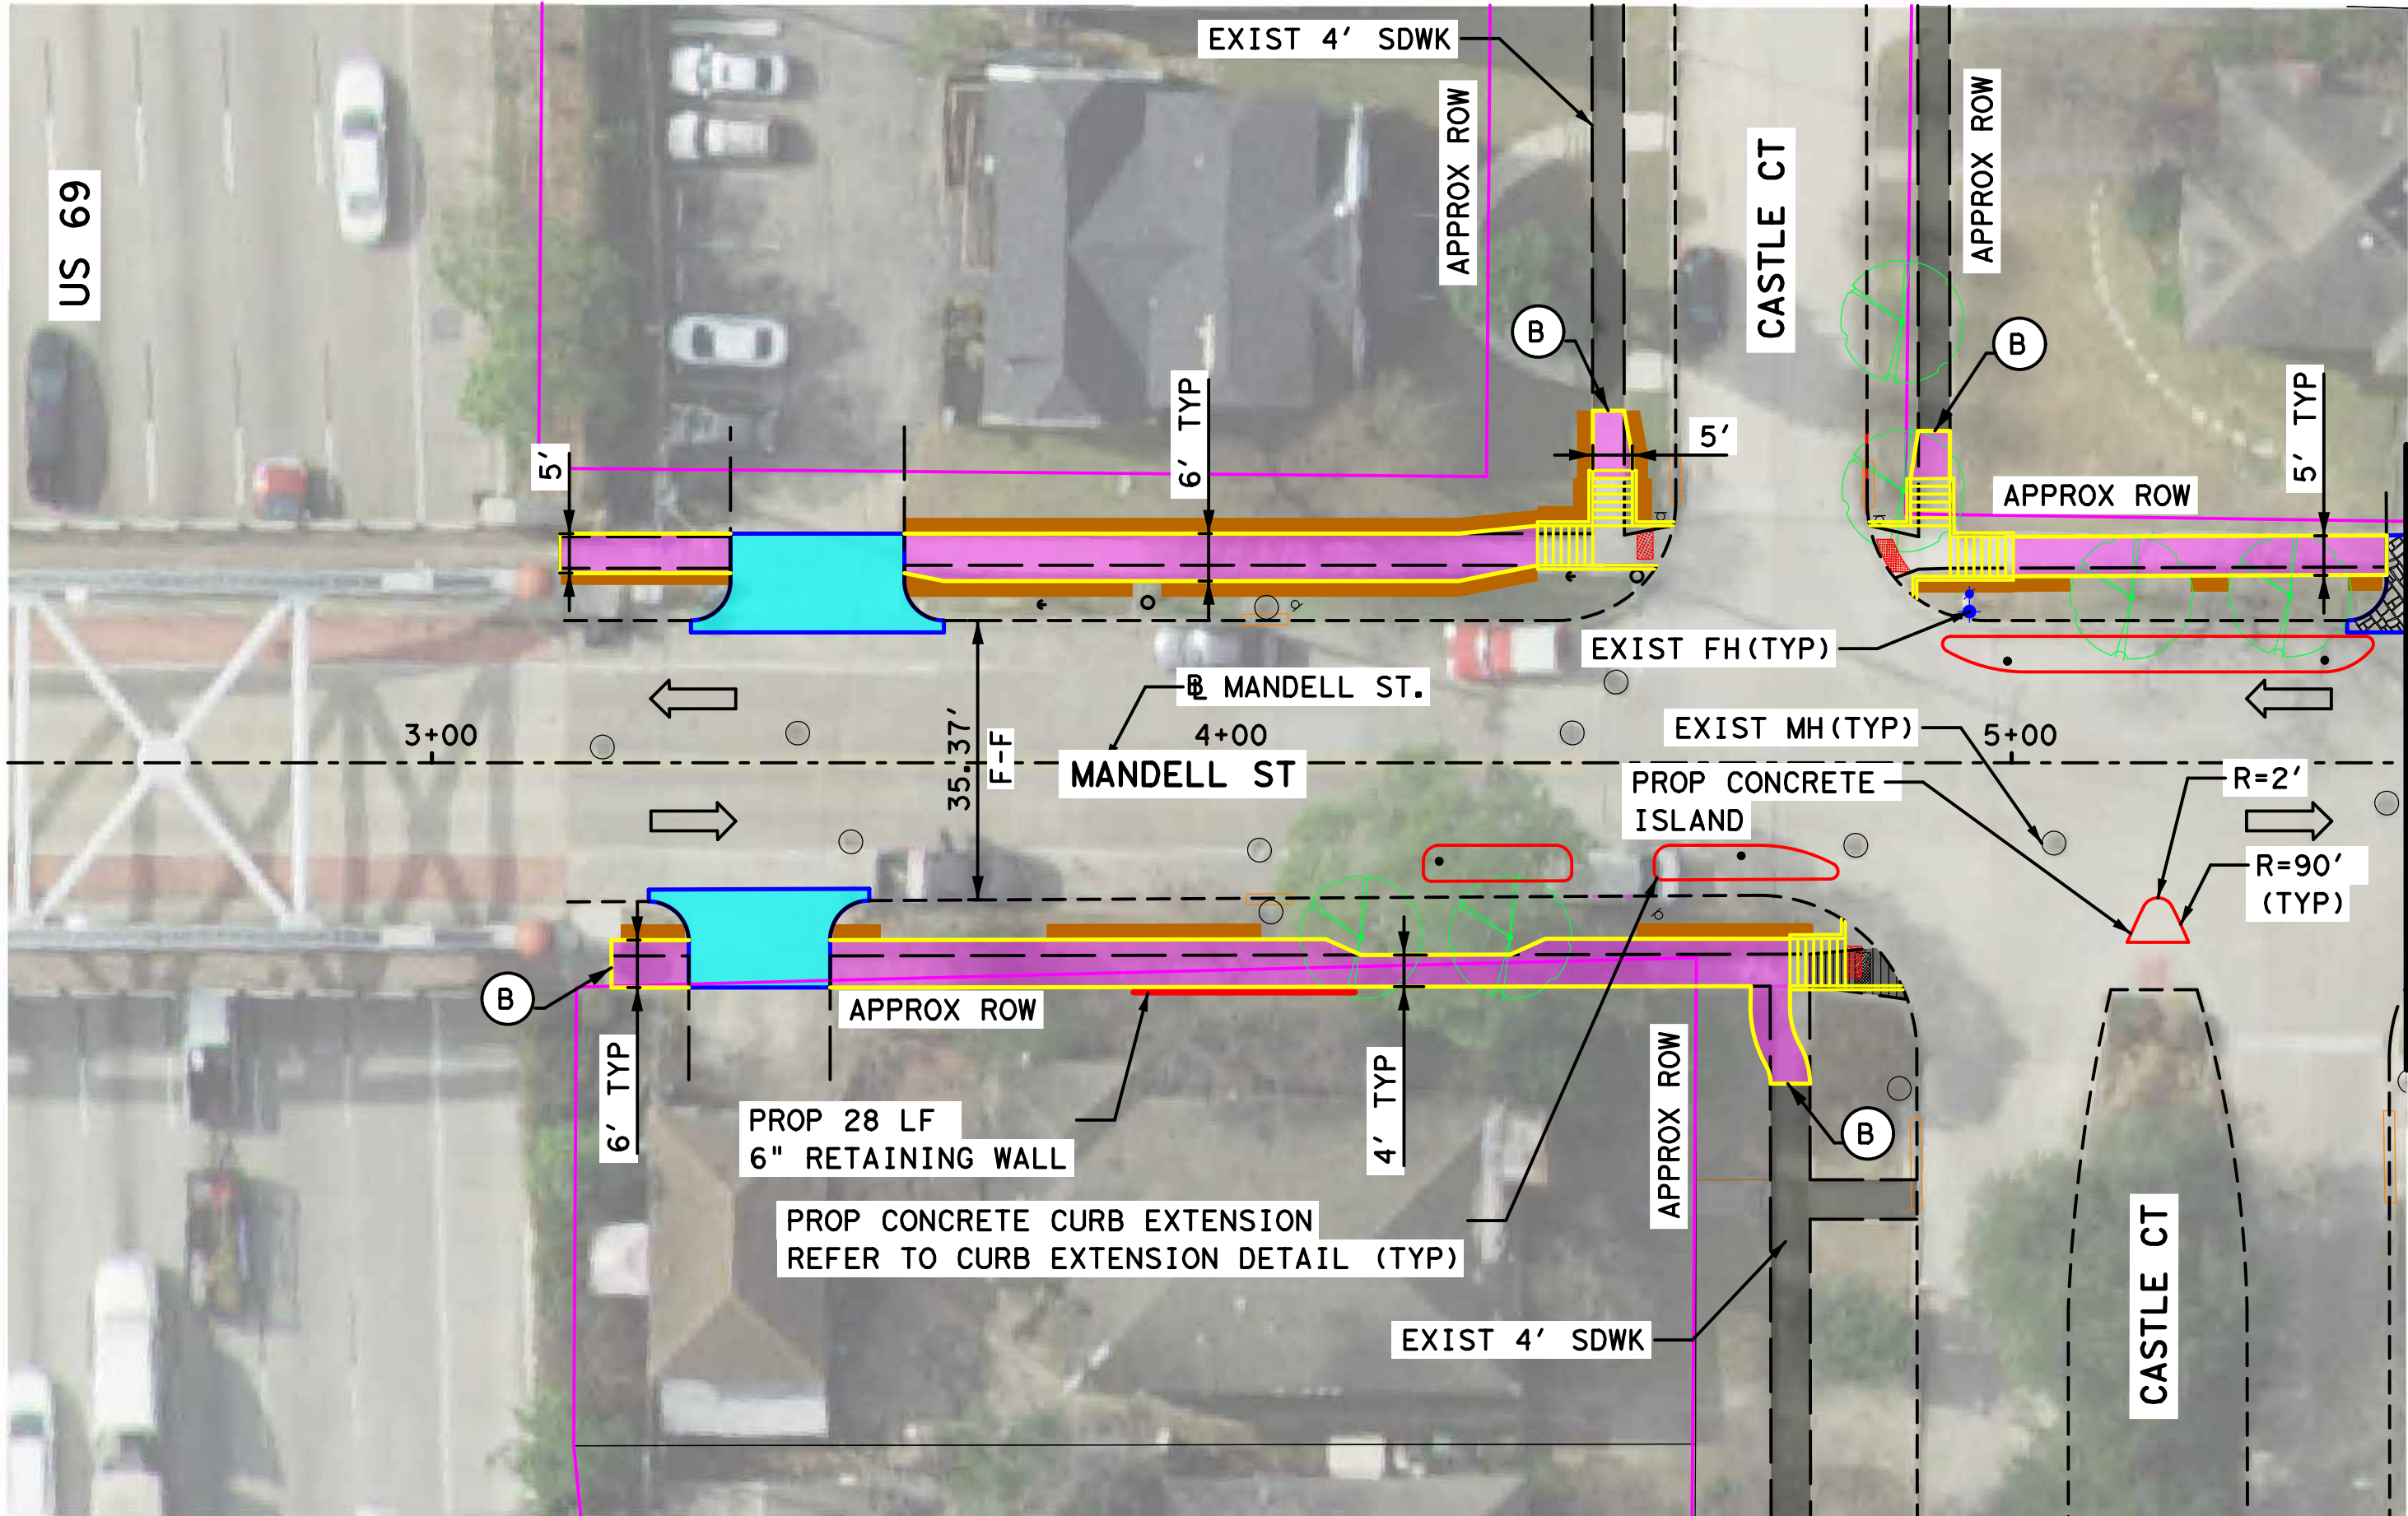 EXIST 4' SDWK
US 69
APPROX ROW
CASTLE CT
APPROX ROW
B
B
6' TYP
5' TYP
5'
5'
APPROX ROW
EXIST FH(TYP)
℄ MANDELL ST.
35.37'
F-F
3+00
4+00
EXIST MH(TYP)
5+00
MANDELL ST
PROP CONCRETE
ISLAND
R=2'
R=90'
(TYP)
B
APPROX ROW
6' TYP
4' TYP
APPROX ROW
PROP 28 LF
6" RETAINING WALL
B
PROP CONCRETE CURB EXTENSION
REFER TO CURB EXTENSION DETAIL (TYP)
EXIST 4' SDWK
CASTLE CT